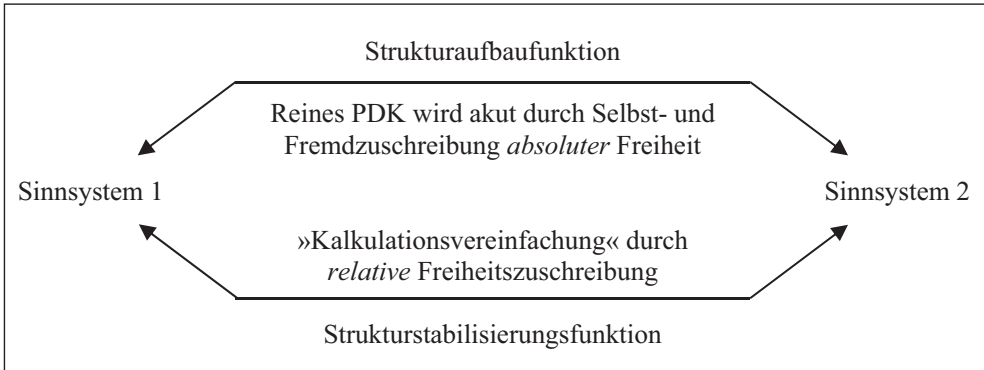 Strukturaufbaufunktion
Reines PDK wird akut durch Selbst- und
Fremdzuschreibung absoluter Freiheit
Sinnsystem 1
Sinnsystem 2
»Kalkulationsvereinfachung« durch
relative Freiheitszuschreibung
Strukturstabilisierungsfunktion